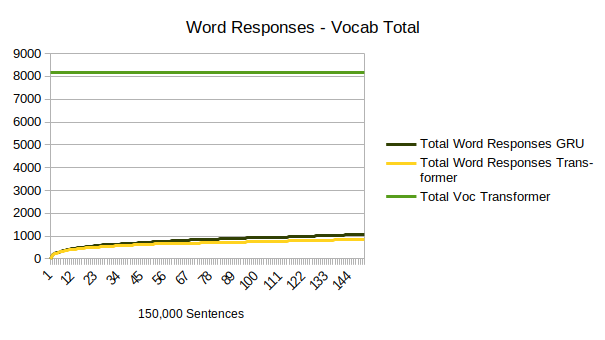 Word Responses - Vocab Total
9000
8000
7000
6000
5000
4000
3000
2000
1000
0
1 12 23 34 45 56 67 78 89 100 111 122 133 144
150,000 Sentences
Total Word Responses GRU
Total Word Responses Trans-
former
Total Voc Transformer